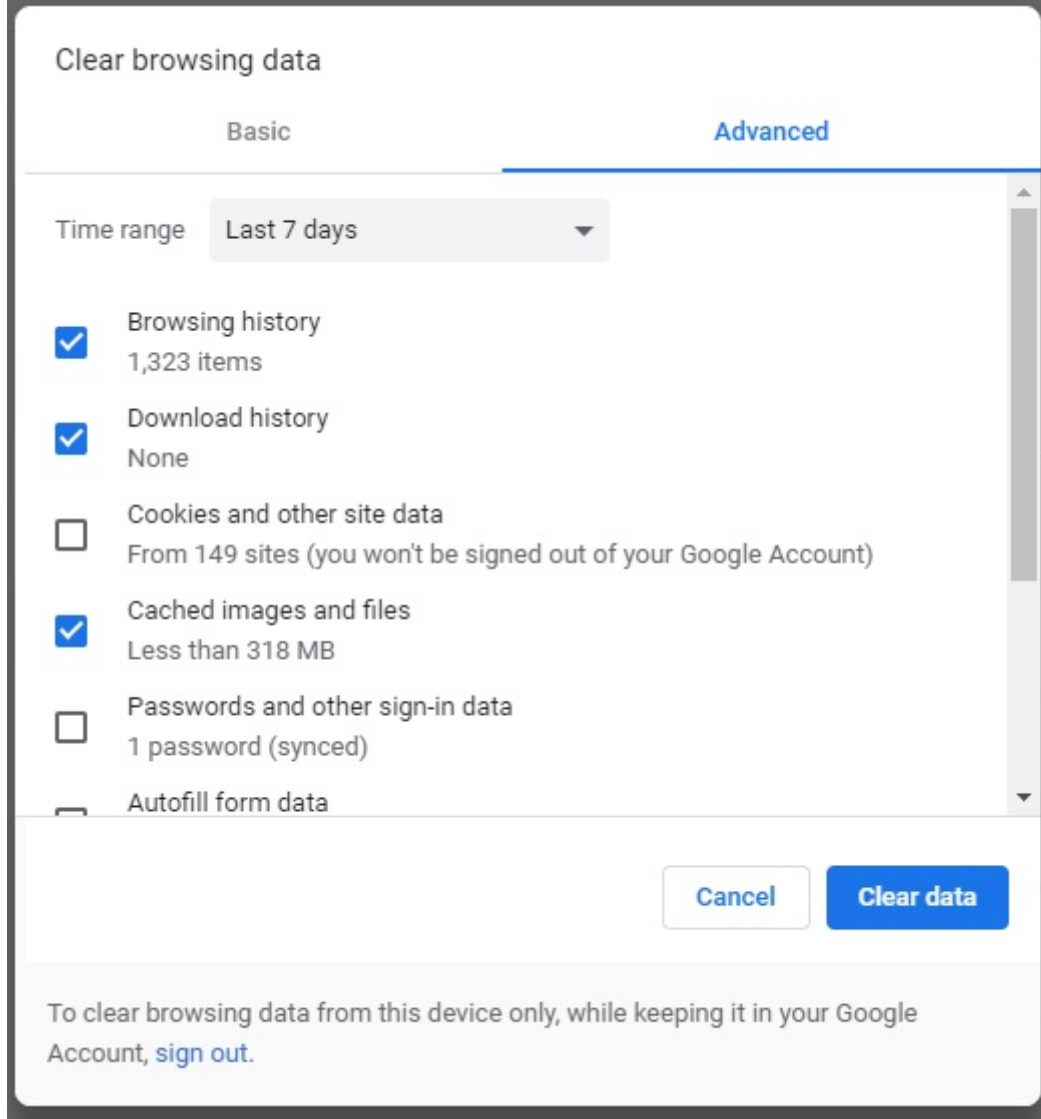 Clear browsing data
Basic
Advanced
Time range
Last 7 days
Browsing history
1,323 items
Download history
None
Cookies and other site data
From 149 sites (you won't be signed out of your Google Account)
Cached images and files
Less than 318 MB
Passwords and other sign-in data
1 password (synced)
Autofill form data
Cancel
Clear data
To clear browsing data from this device only, while keeping it in your Google
Account, sign out.